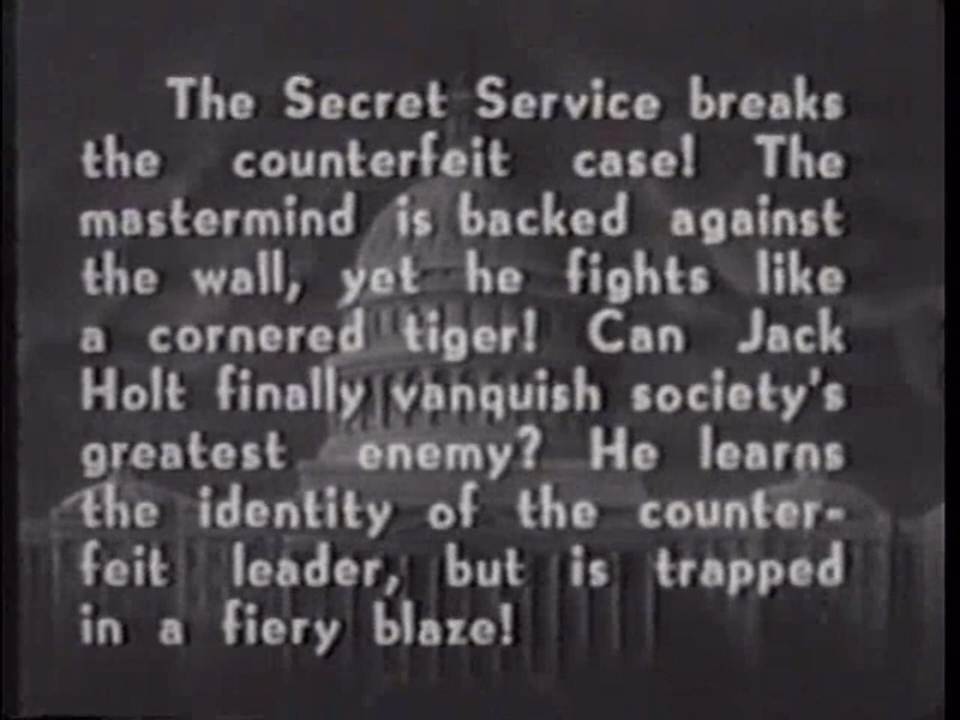 The Secret Service breaks
the counterfeit case! The
mastermind is backed against
the wall, yet he fights like
a cornered tiger! Can Jack
Holt finally vanquish society's
greatest enemy? He learns
the identity of the counter-
feit leader, but is trapped
in a fiery blaze!